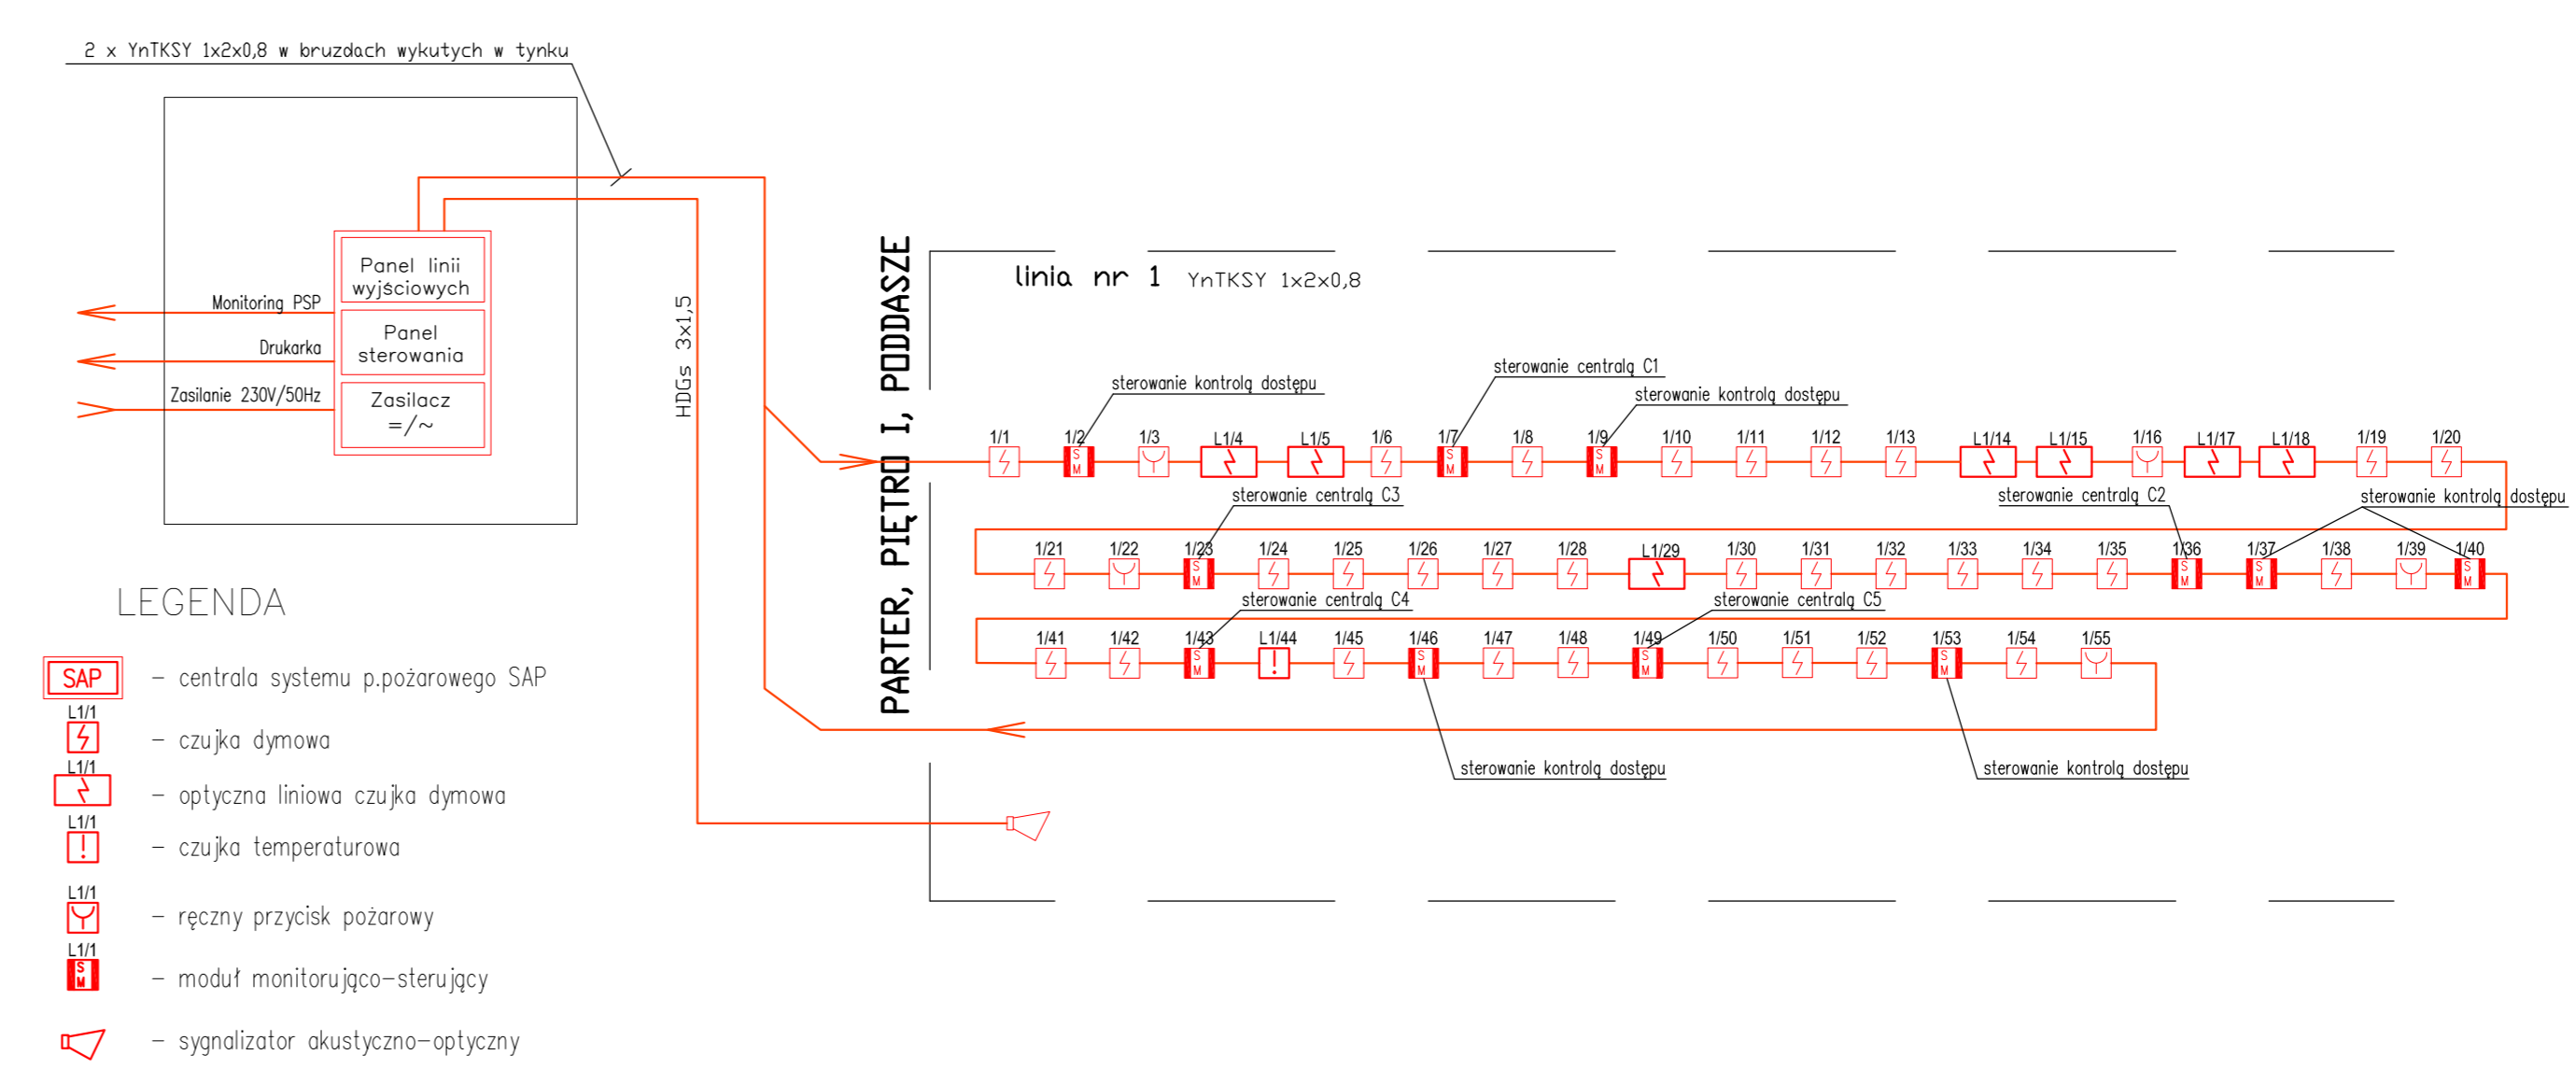 2 x YnTKSY 1x2x0,8 w bruzdach wykutych w tynku
Panel linii
wyjściowych
Panel
sterowania
Zasilacz
=/~
Monitoring PSP
Drukarka
Zasilanie 230V/50Hz
HDGs 3x1,5
PARTER, PIĘTRO I, PODDASZE
linia nr 1 YnTKSY 1x2x0,8
sterowanie kontrolą dostępu
sterowanie centralą C1
sterowanie kontrolą dostępu
1/1 1/2 1/3 L1/4 L1/5 1/6 1/7 1/8 1/9 1/10 1/11 1/12 1/13 L1/14 L1/15 1/16 L1/17 L1/18 1/19 1/20
S S S
M M M
sterowanie centralą C3
sterowanie centralą C2
sterowanie kontrolą dostępu
1/21 1/22 1/23 1/24 1/25 1/26 1/27 1/28 L1/29 1/30 1/31 1/32 1/33 1/34 1/35 1/36 1/37 1/38 1/39 1/40
S S S S
M M M M
sterowanie centralą C4
sterowanie centralą C5
1/41 1/42 1/43 L1/44 1/45 1/46 1/47 1/48 1/49 1/50 1/51 1/52 1/53 1/54 1/55
S ! S S S
M M M M
sterowanie kontrolą dostępu
sterowanie kontrolą dostępu
LEGENDA
SAP – centrala systemu p.pożarowego SAP
L1/1
– czujka dymowa
L1/1
– optyczna liniowa czujka dymowa
L1/1
! – czujka temperaturowa
L1/1
– ręczny przycisk pożarowy
L1/1
S
M – moduł monitorująco-sterujący
– sygnalizator akustyczno-optyczny